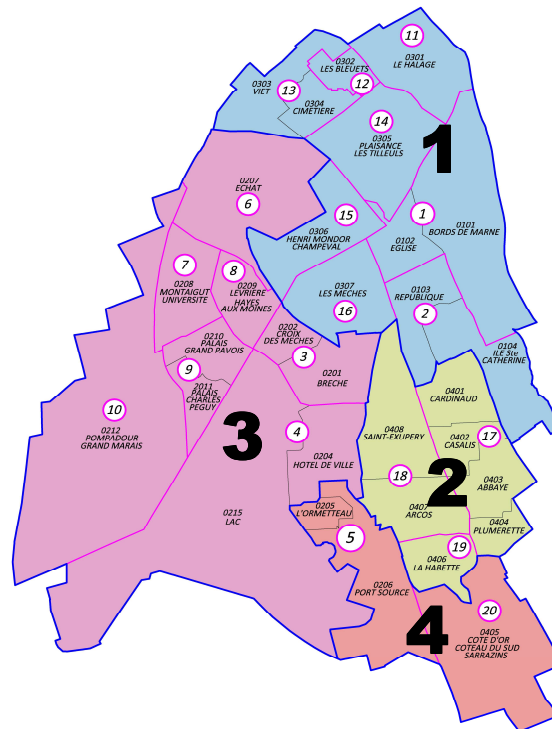 11
0301
LE HALAGE
0302
LES BLEUETS
12
0303
VICT
13
0304
CIMETIERE
14
0305
PLAISANCE
LES TILLEULS
1
0207
ECHAT
6
15
0306
HENRI MONDOR
CHAMPEVAL
1
0102
EGLISE
0101
BORDS DE MARNE
7
0208
MONTAIGUT
UNIVERSITE
8
0209
LEVRIERE
HAYES
AUX MOINES
0307
LES MECHES
16
0103
REPUBLIQUE
2
0104
ILE Ste
CATHERINE
0210
PALAIS
GRAND PAVOIS
9
2011
PALAIS
CHARLES
PEGUY
0202
CROIX
DES MECHES
3
0201
BRECHE
10
0212
POMPADOUR
GRAND MARAIS
3
4
0204
HOTEL DE VILLE
0215
LAC
0401
CARDINAUD
0408
SAINT-EXUPERY
0402
CASALIS
17
18
2
0403
ABBAYE
0407
ARCOS
0404
PLUMERETTE
19
0406
LA HABETTE
0205
L'ORMETTEAU
5
0206
PORT SOURCE
4
20
0405
COTE D'OR
COTEAU DU SUD
SARRAZINS